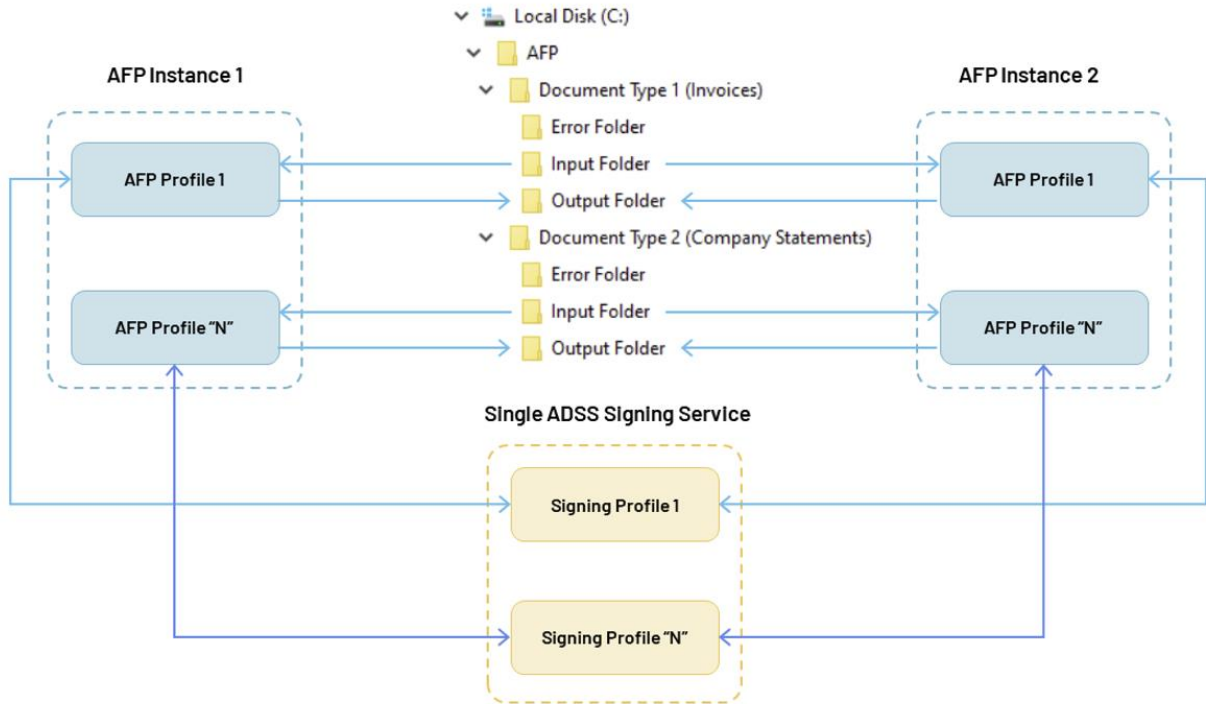 Local Disk (C:)
AFP
AFP Instance 1
AFP Instance 2
Document Type 1 (Invoices)
Error Folder
Input Folder
Output Folder
AFP Profile 1
AFP Profile 1
Document Type 2 (Company Statements)
Error Folder
Input Folder
Output Folder
AFP Profile “N”
AFP Profile “N”
Single ADSS Signing Service
Signing Profile 1
Signing Profile “N”